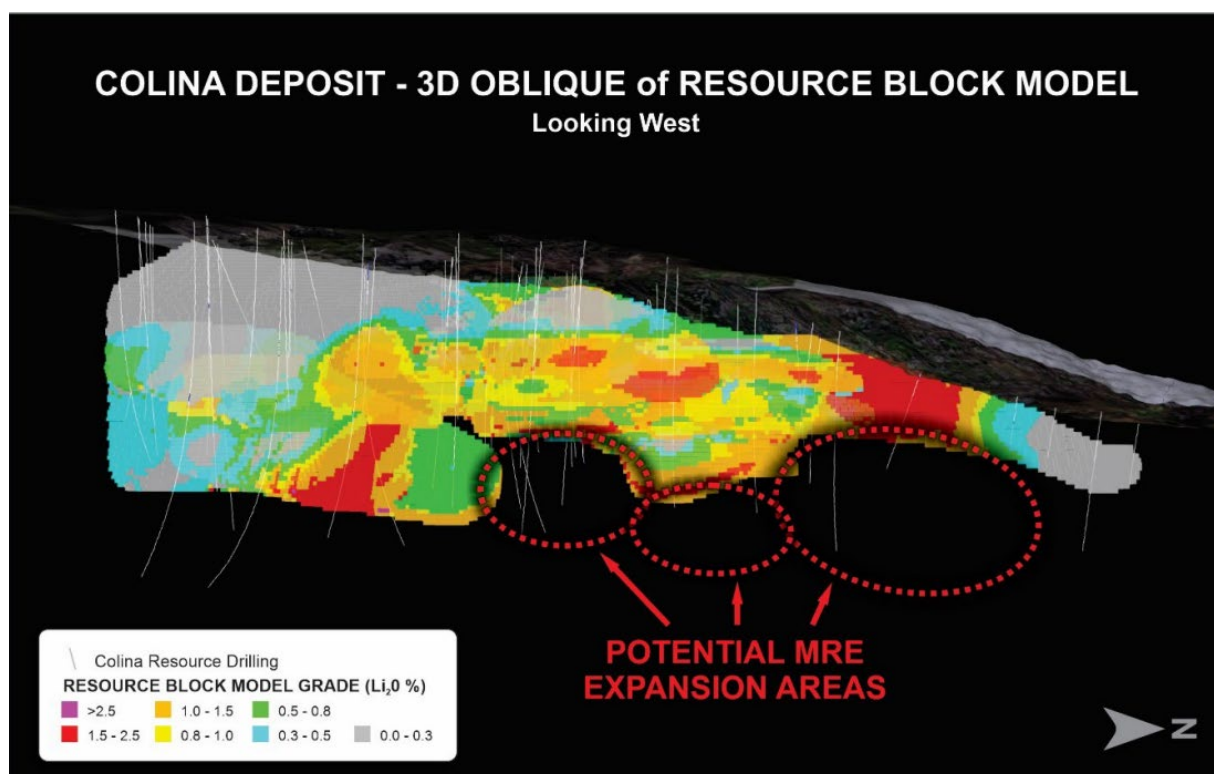 COLINA DEPOSIT - 3D OBLIQUE of RESOURCE BLOCK MODEL
Looking West
POTENTIAL MRE
EXPANSION AREAS
Colina Resource Drilling
RESOURCE BLOCK MODEL GRADE (Li₂0 %)
>2.5 1.0 - 1.5 0.5 - 0.8
1.5 - 2.5 0.8 - 1.0 0.3 - 0.5 0.0 - 0.3
N